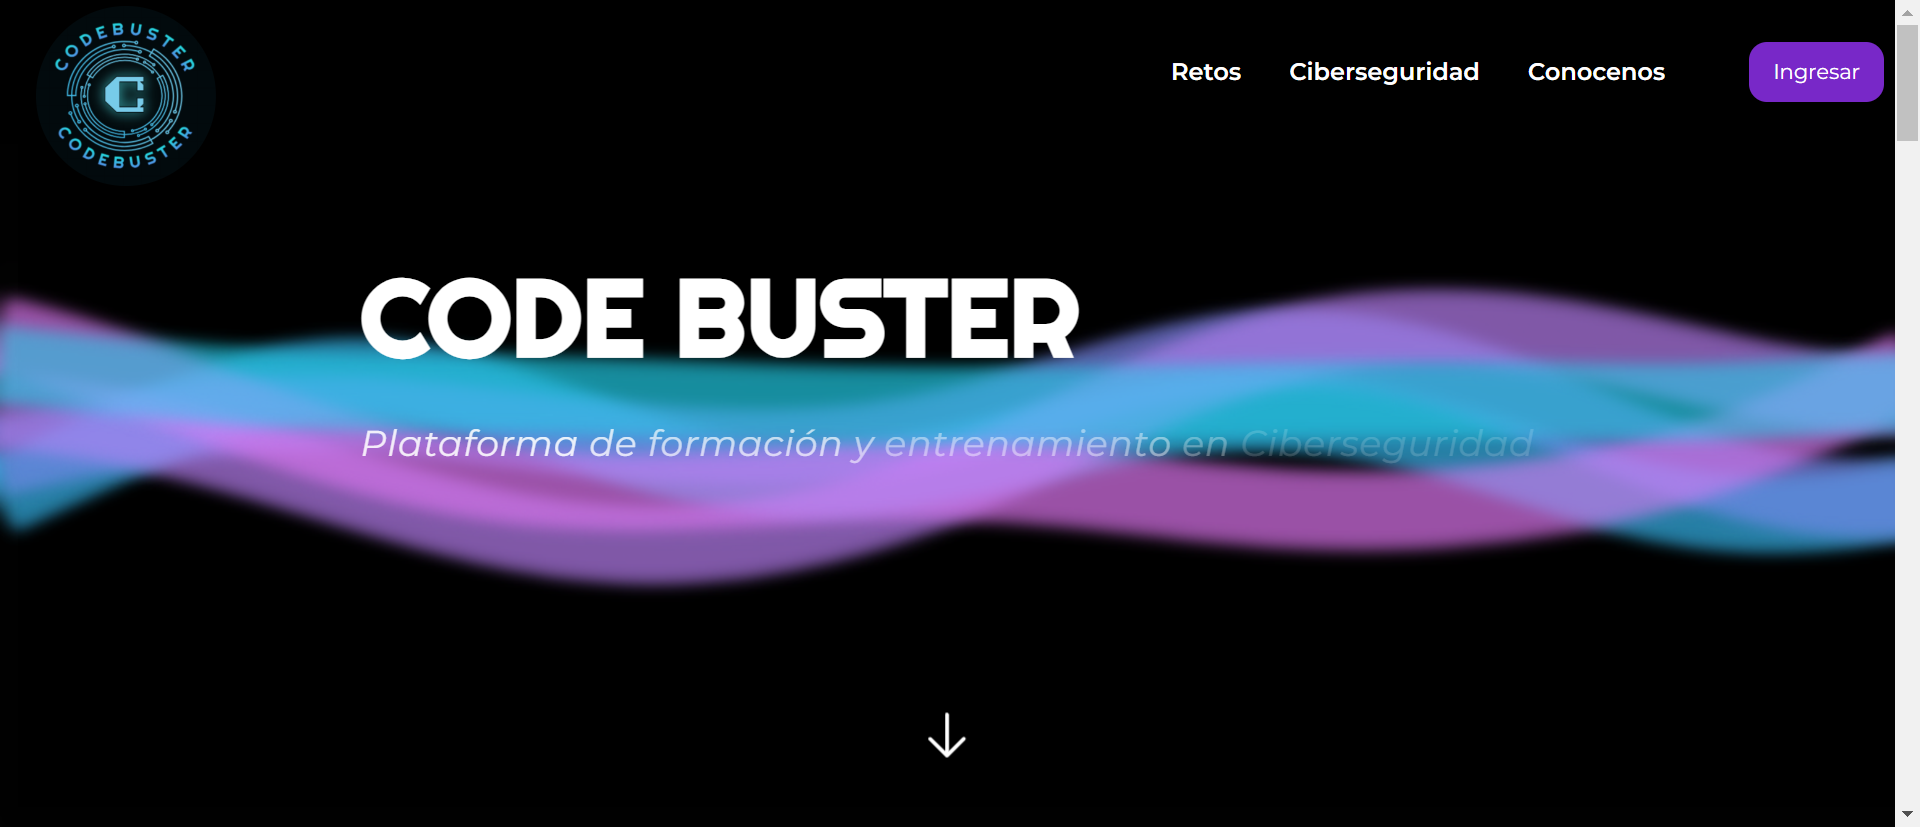 CODEBUSTER
C
CODEBUSTER
Retos Ciberseguridad Conocenos Ingresar
CODE BUSTER
Plataforma de formación y entrenamiento en Ciberseguridad